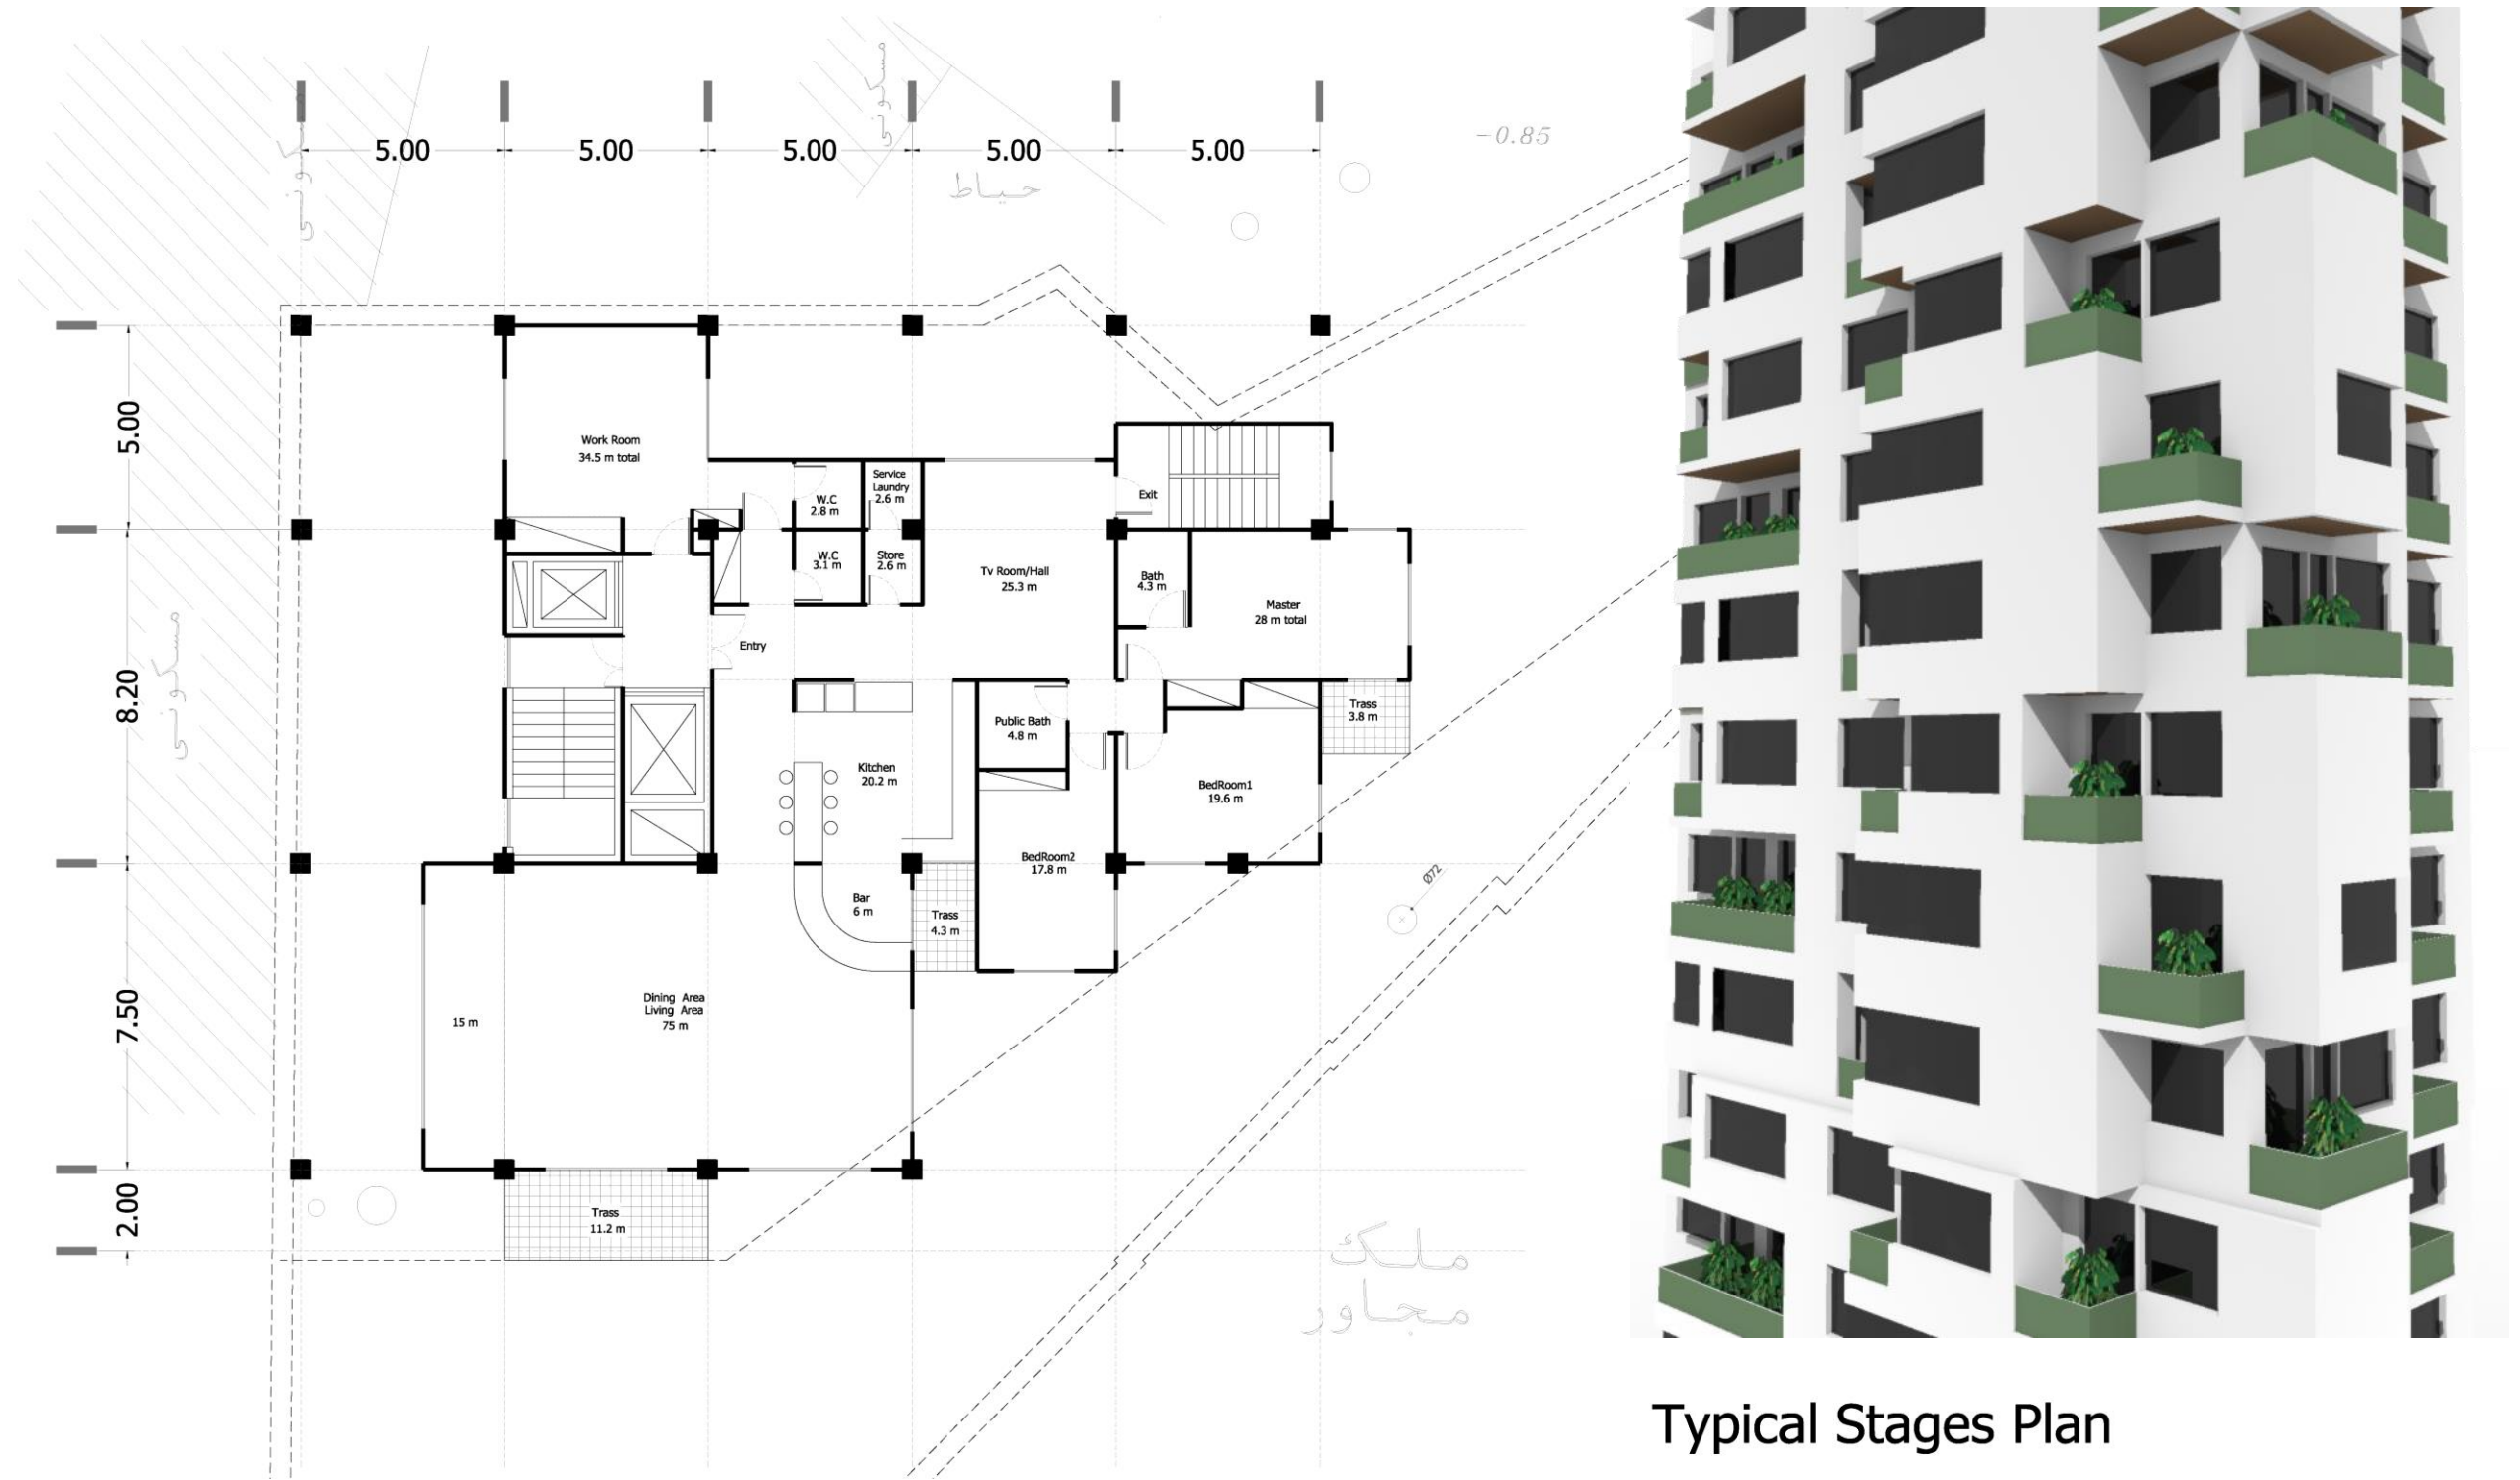 5.00 5.00 5.00 5.00 5.00
-0.85
حياط
مسكونى
مسكونى
5.00
8.20
7.50
2.00
Work Room
34.5 m total
W.C
2.8 m
Service
Laundry
2.6 m
Exit
W.C
3.1 m
Store
2.6 m
Tv Room/Hall
25.3 m
Bath
4.3 m
Master
28 m total
Entry
Public Bath
4.8 m
Trass
3.8 m
Kitchen
20.2 m
BedRoom1
19.6 m
BedRoom2
17.8 m
Bar
6 m
Trass
4.3 m
Ø72
Dining Area
Living Area
75 m
15 m
Trass
11.2 m
ملك
مجاور
Typical Stages Plan